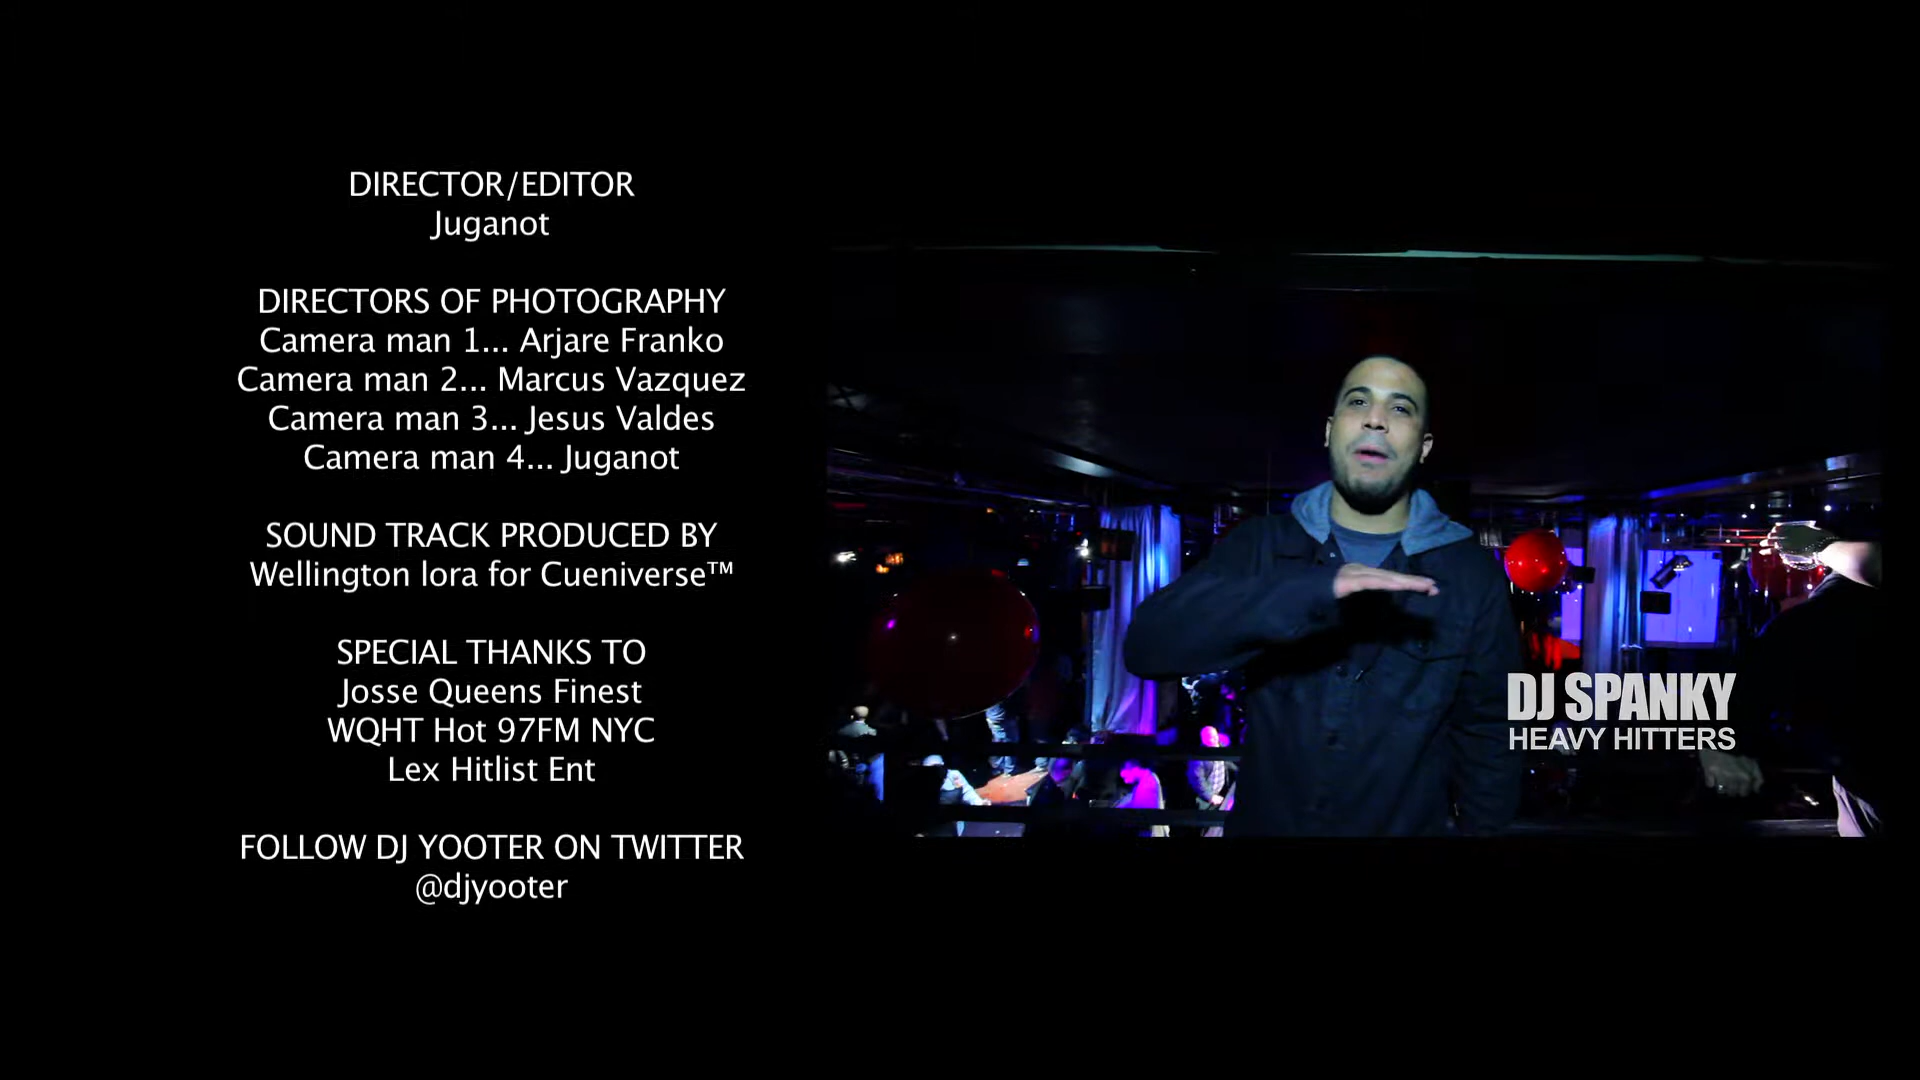 DIRECTOR/EDITOR
Juganot
DIRECTORS OF PHOTOGRAPHY
Camera man 1... Arjare Franko
Camera man 2... Marcus Vazquez
Camera man 3... Jesus Valdes
Camera man 4... Juganot
SOUND TRACK PRODUCED BY
Wellington lora for Cueniverse™
SPECIAL THANKS TO
Josse Queens Finest
WQHT Hot 97FM NYC
Lex Hitlist Ent
FOLLOW DJ YOOTER ON TWITTER
@djyooter
DJ SPANKY
HEAVY HITTERS